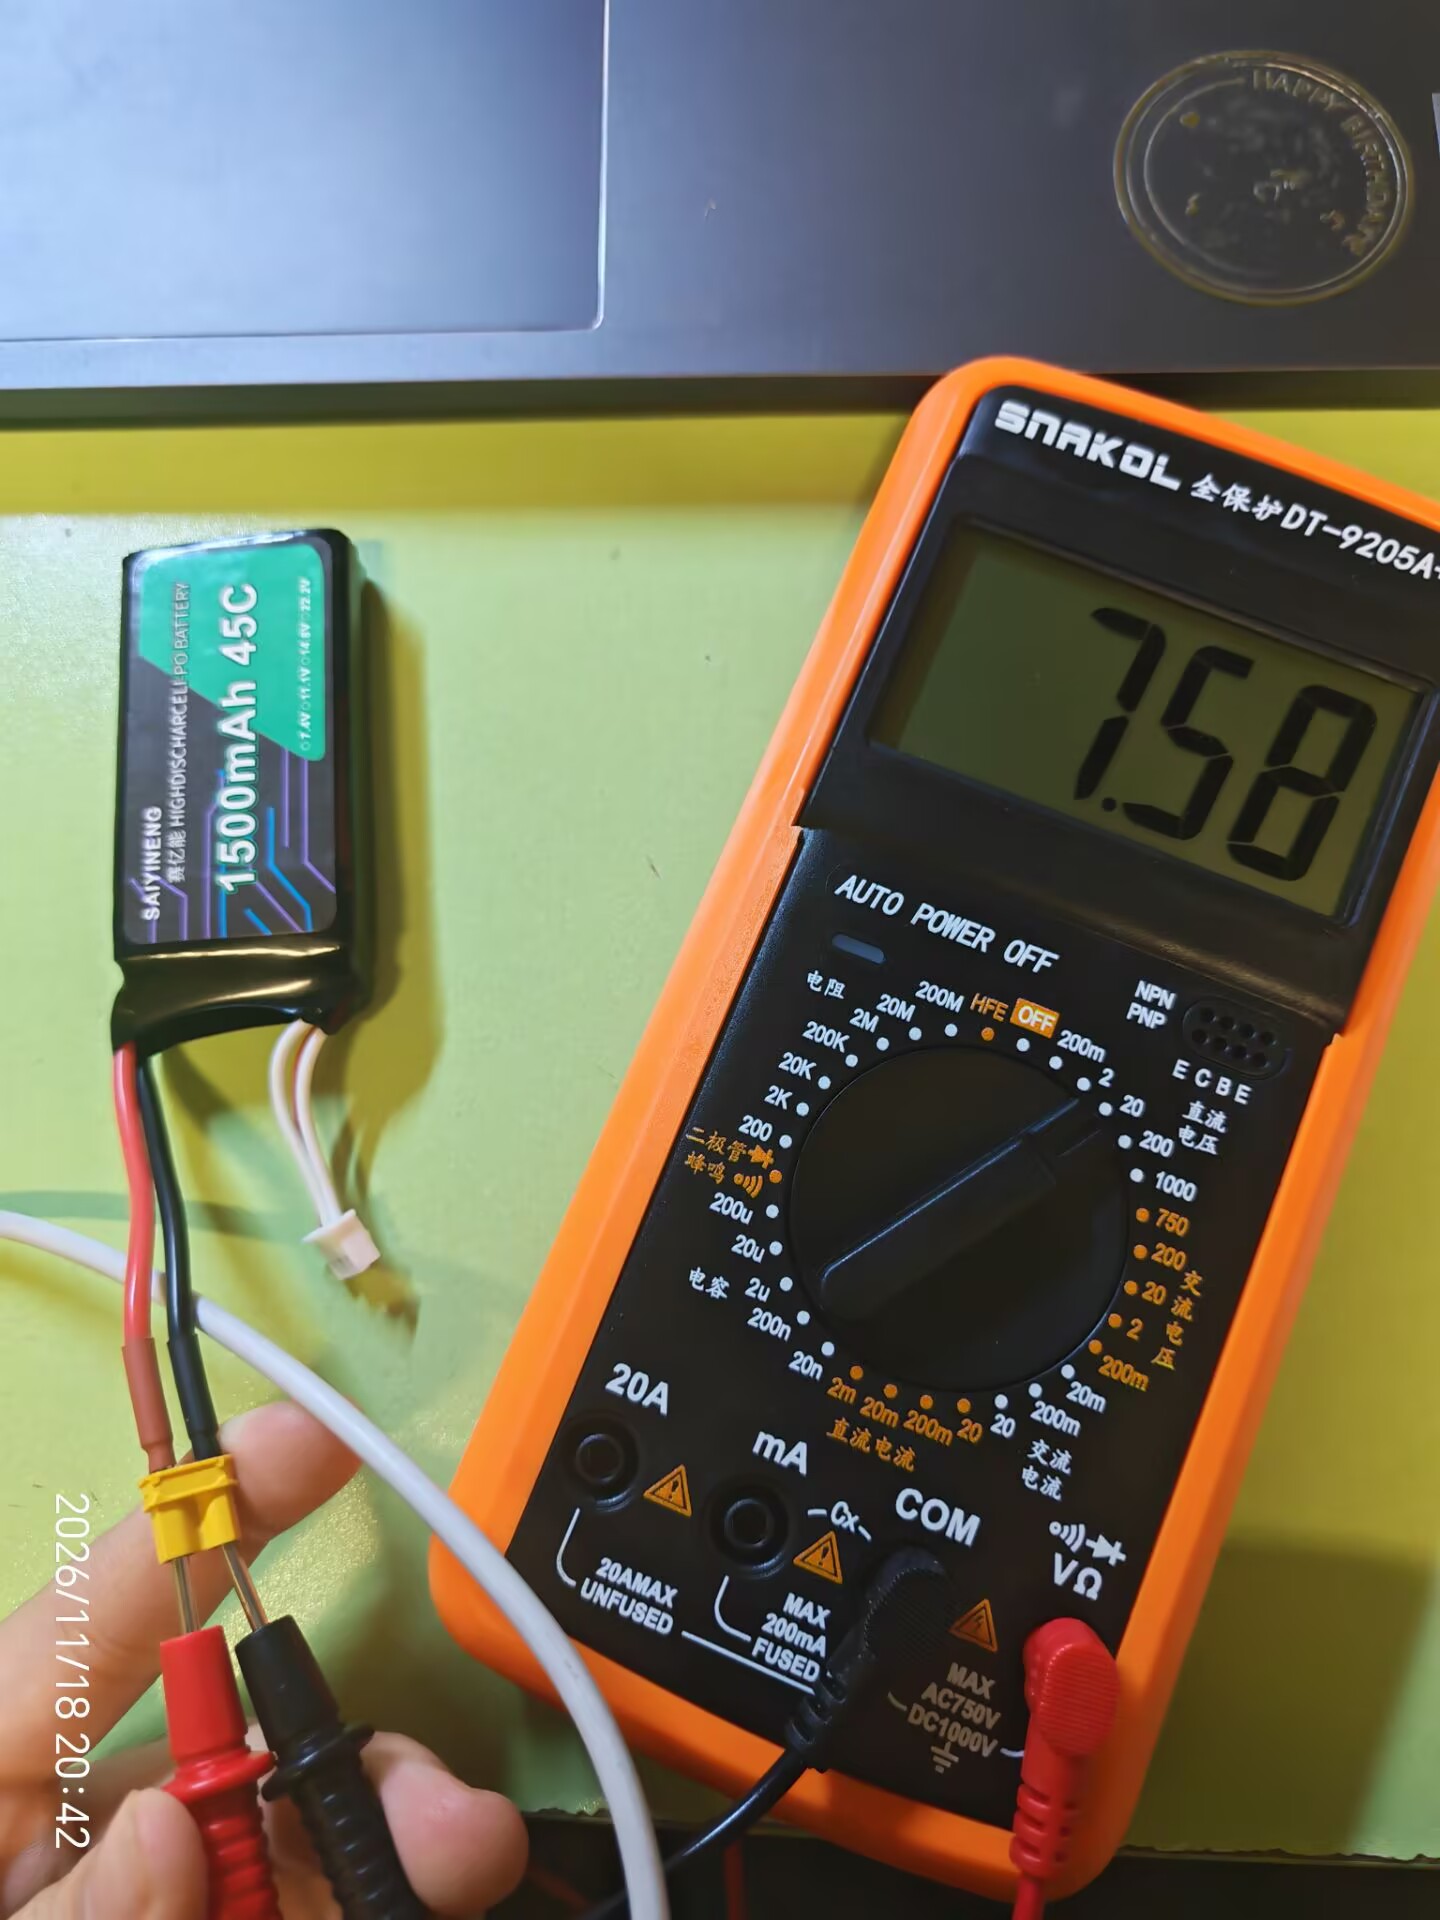 HAPPY BIRTHDAY
SNAKOL 全保护DT-9205A+
7.58
SAIYINENG
赛亿能 HIGHDISCHARCELI-PO BATTERY
1500mAh 45C
○7.4V○11.1V○14.8V○22.2V
AUTO POWER OFF
NPN
PNP
E C B E
电阻
200M
20M
2M
200K
20K
2K
200
HFE
OFF
200m
2
20
200
1000
直流
电压
二极管
蜂鸣
200u
20u
2u
200n
20n
电容
750
200
20
2
200m
交流电压
2m 20m 200m 20
直流电流
20m
200m
20
交流
电流
20A
mA
Cx
COM
VΩ
20AMAX
UNFUSED
MAX
200mA
FUSED
MAX
AC750V
DC1000V
2026/11/18 20:42